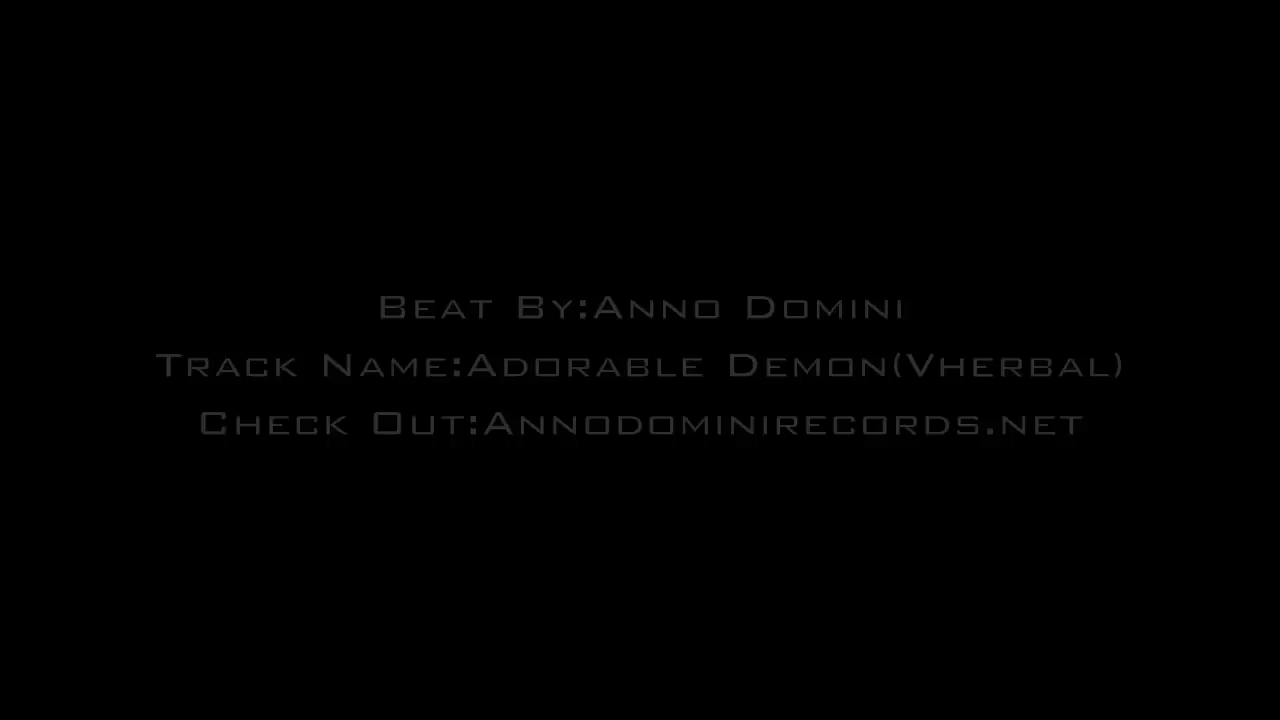 Beat By:Anno Domini
Track Name:Adorable Demon(Vherbal)
Check Out:Annodominirecords.net